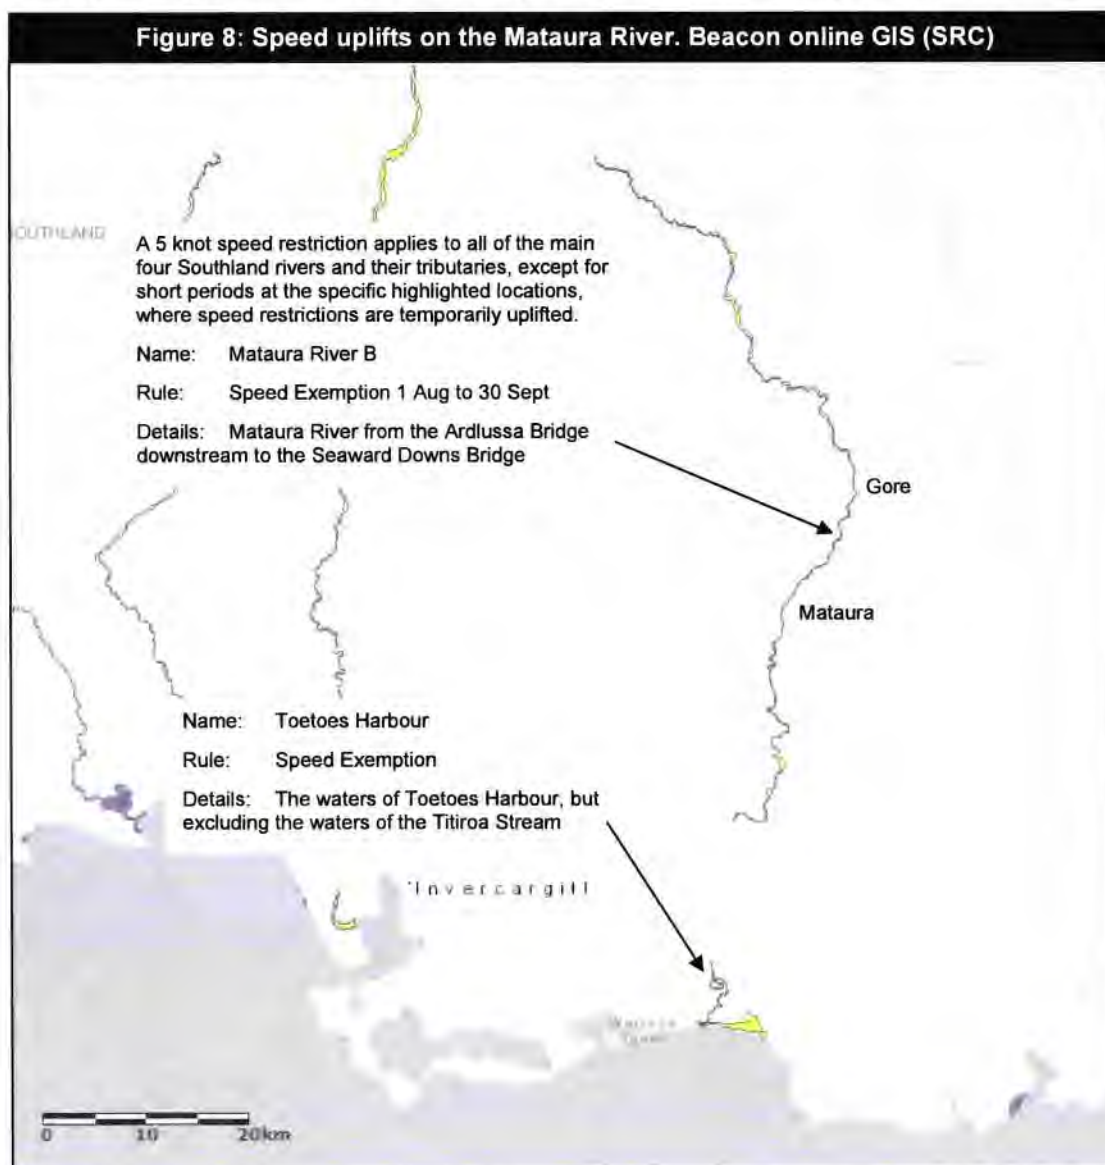 Figure 8: Speed uplifts on the Mataura River. Beacon online GIS (SRC)
OUTHLAND
A 5 knot speed restriction applies to all of the main
four Southland rivers and their tributaries, except for
short periods at the specific highlighted locations,
where speed restrictions are temporarily uplifted.
Name: Mataura River B
Rule: Speed Exemption 1 Aug to 30 Sept
Details: Mataura River from the Ardlussa Bridge
downstream to the Seaward Downs Bridge
Gore
Mataura
Name: Toetoes Harbour
Rule: Speed Exemption
Details: The waters of Toetoes Harbour, but
excluding the waters of the Titiroa Stream
Invercargill
0 10 20km